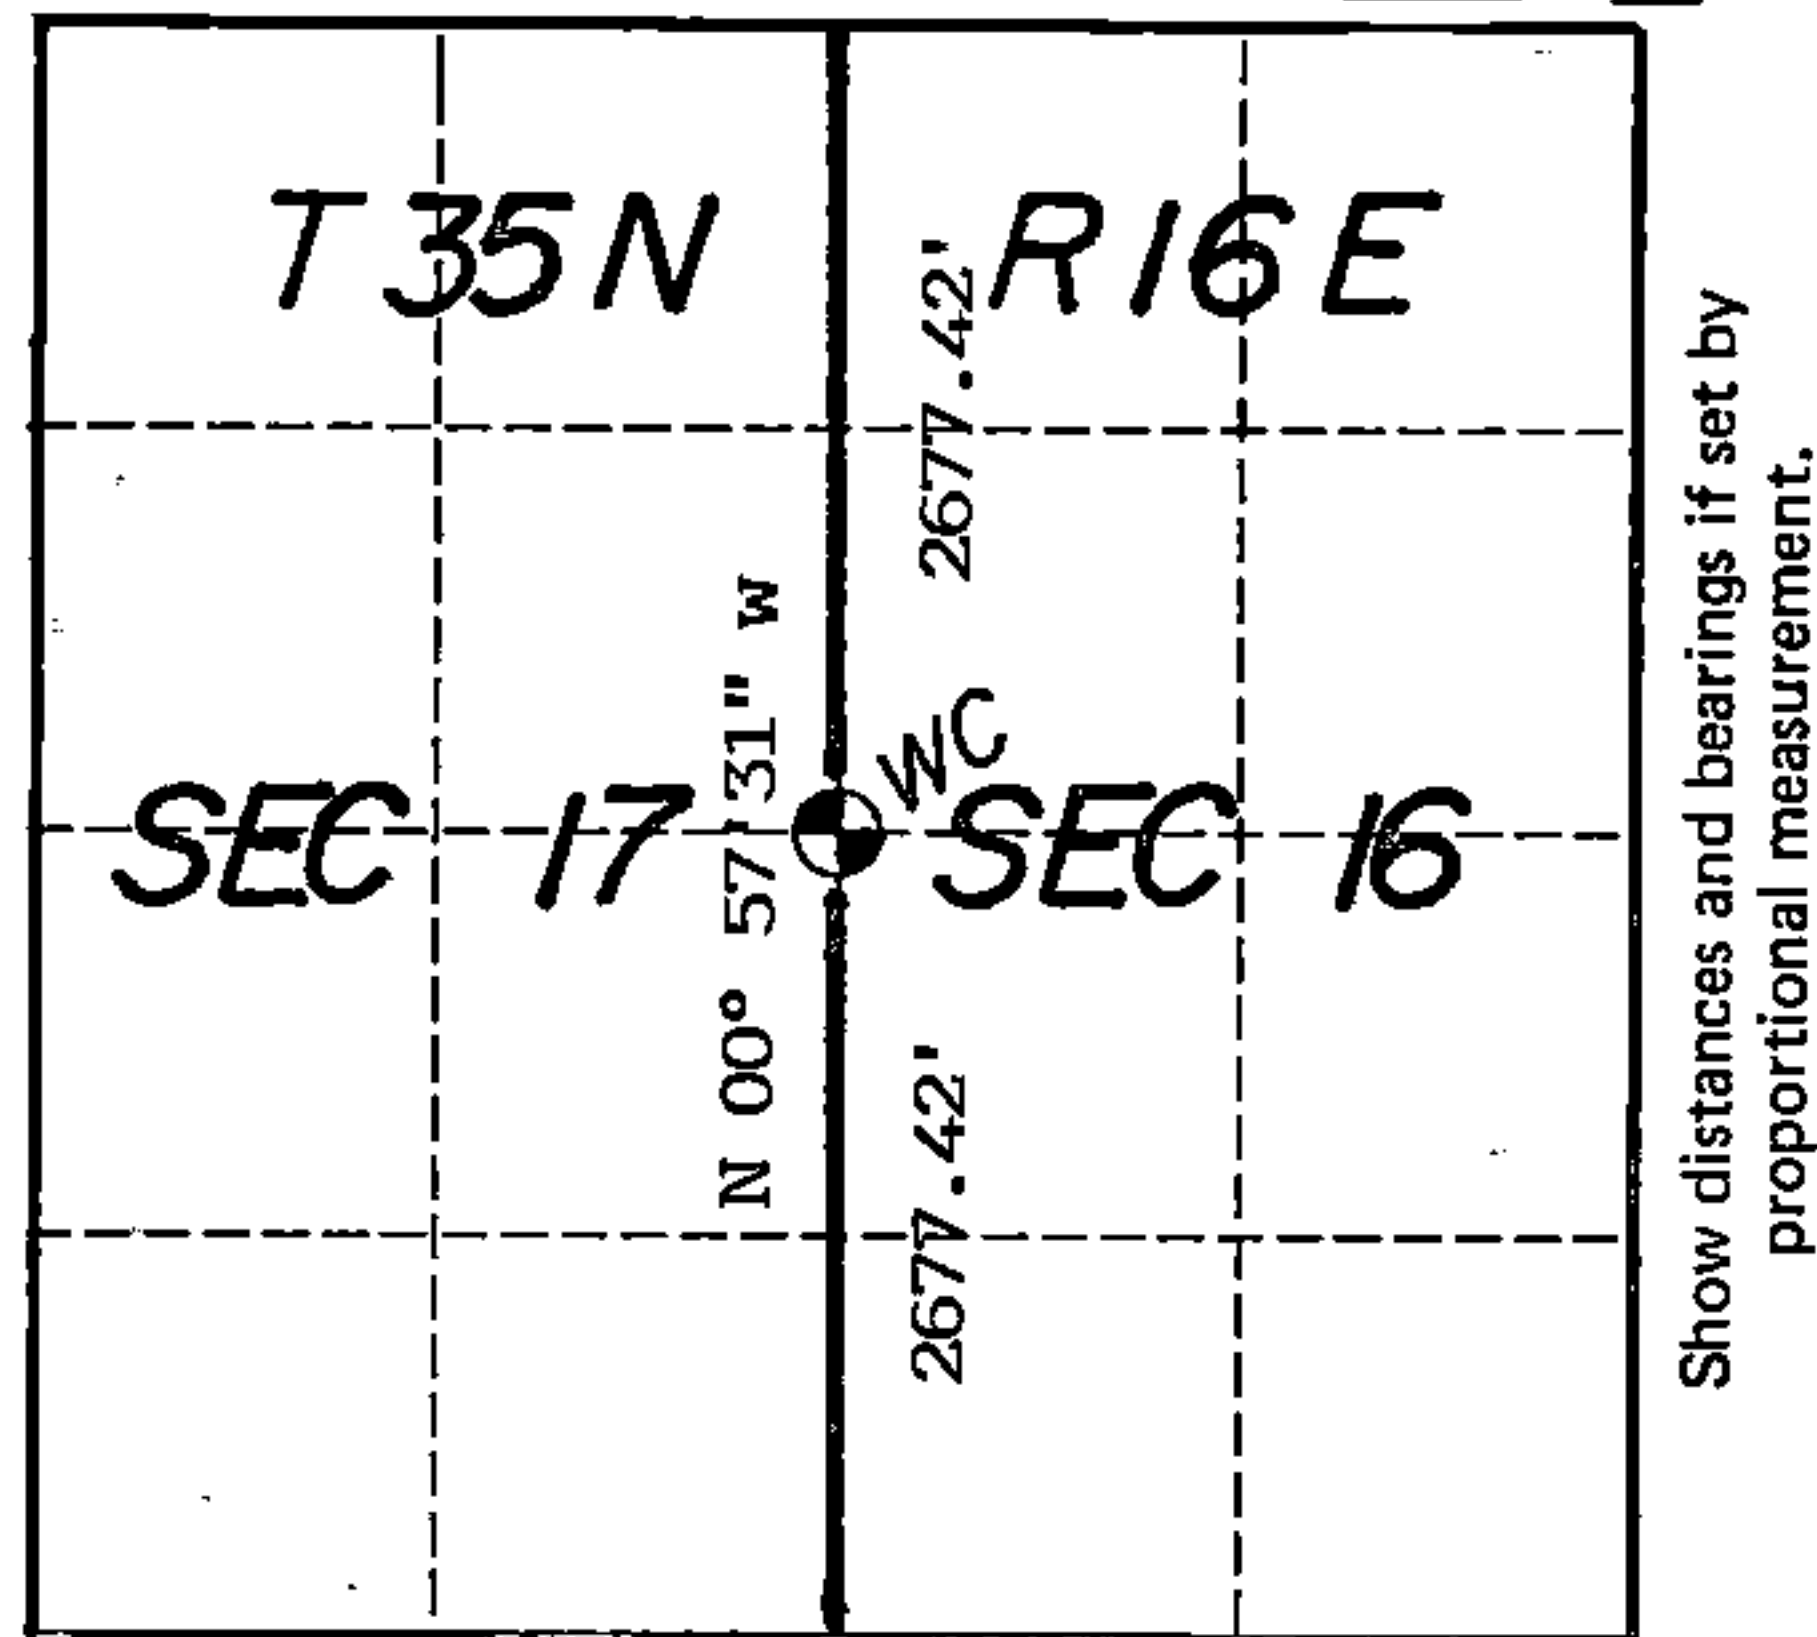 T35N R16E
2677.42'
N 00° 57' 31" W
WC
SEC 17 SEC 16
2677.42'
Show distances and bearings if set by
proportional measurement.